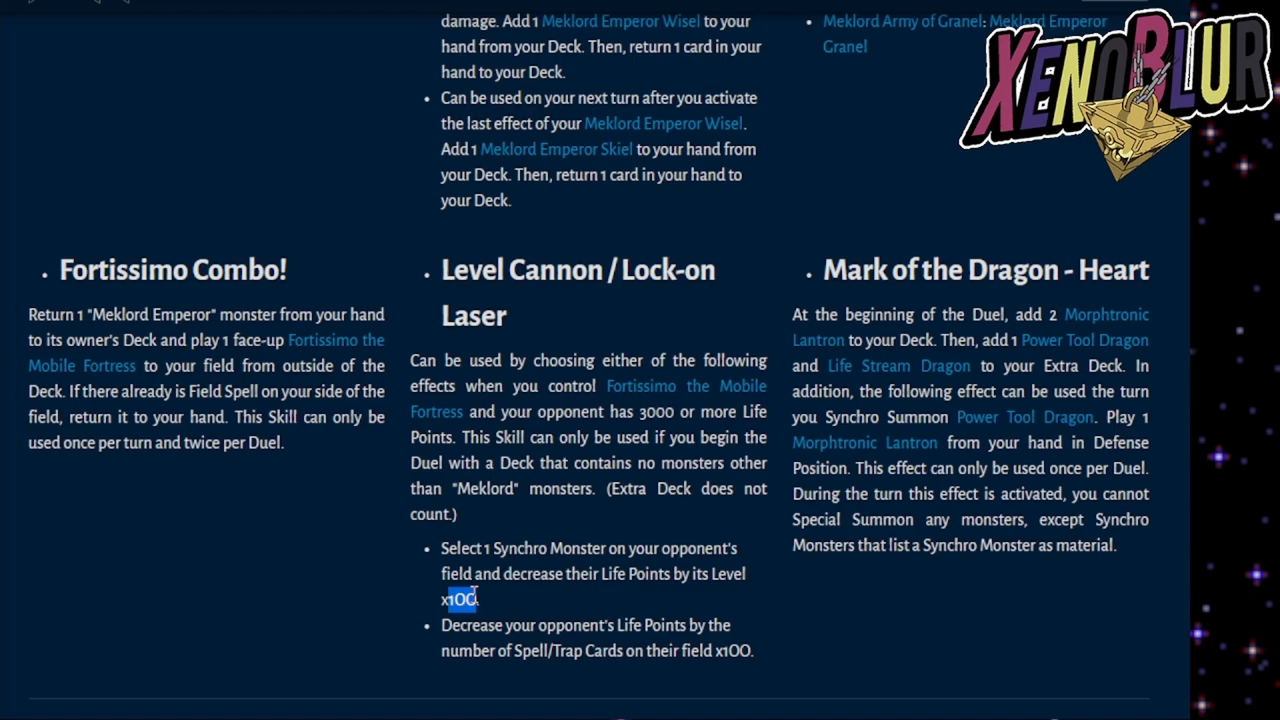 damage. Add 1 Meklord Emperor Wisel to your
hand from your Deck. Then, return 1 card in your
hand to your Deck.
• Can be used on your next turn after you activate
the last effect of your Meklord Emperor Wisel.
Add 1 Meklord Emperor Skiel to your hand from
your Deck. Then, return 1 card in your hand to
your Deck.
• Meklord Army of Granel: Meklord Emperor
Granel
XENOBLUR
• Fortissimo Combo!
Return 1 "Meklord Emperor" monster from your hand
to its owner's Deck and play 1 face-up Fortissimo the
Mobile Fortress to your field from outside of the
Deck. If there already is Field Spell on your side of the
field, return it to your hand. This Skill can only be
used once per turn and twice per Duel.
• Level Cannon / Lock-on
Laser
Can be used by choosing either of the following
effects when you control Fortissimo the Mobile
Fortress and your opponent has 3000 or more Life
Points. This Skill can only be used if you begin the
Duel with a Deck that contains no monsters other
than "Meklord" monsters. (Extra Deck does not
count.)
• Select 1 Synchro Monster on your opponent's
field and decrease their Life Points by its Level
x100.
• Decrease your opponent's Life Points by the
number of Spell/Trap Cards on their field x100.
• Mark of the Dragon - Heart
At the beginning of the Duel, add 2 Morphtronic
Lantron to your Deck. Then, add 1 Power Tool Dragon
and Life Stream Dragon to your Extra Deck. In
addition, the following effect can be used the turn
you Synchro Summon Power Tool Dragon. Play 1
Morphtronic Lantron from your hand in Defense
Position. This effect can only be used once per Duel.
During the turn this effect is activated, you cannot
Special Summon any monsters, except Synchro
Monsters that list a Synchro Monster as material.